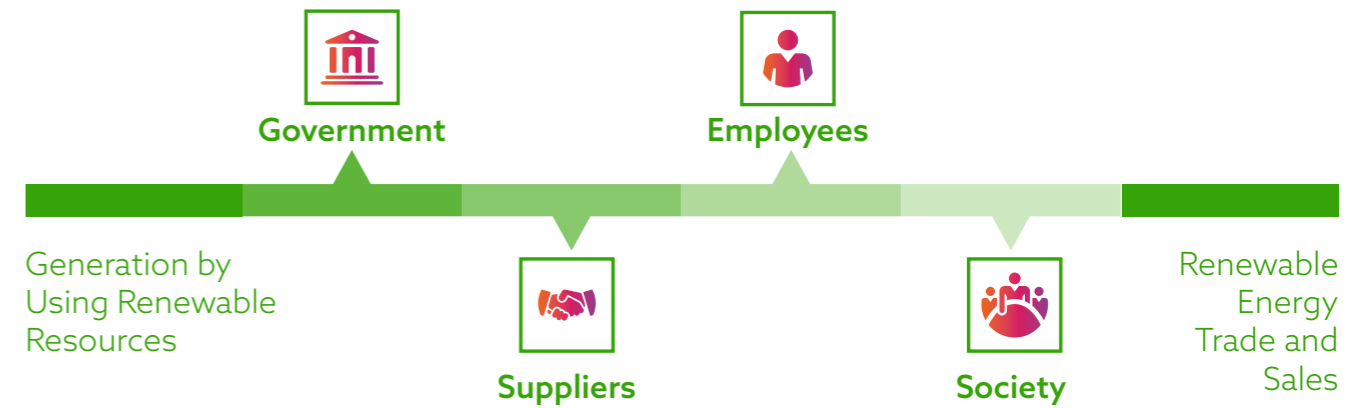 Government
Employees
Generation by
Using Renewable
Resources
Suppliers
Society
Renewable
Energy
Trade and
Sales